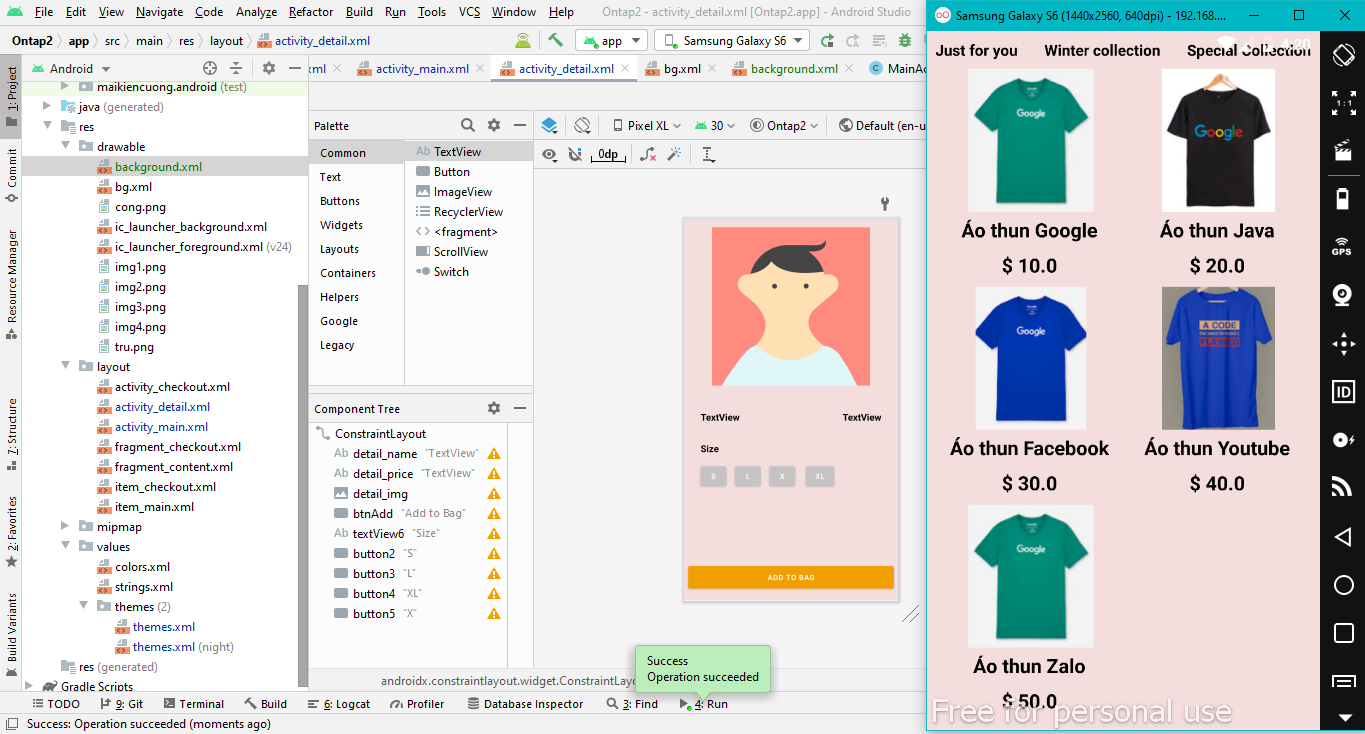 File Edit View Navigate Code Analyze Refactor Build Run Tools VCS Window Help Ontap2 - activity_detail.xml [Ontap2.app] - Android Studio
Ontap2 app src main res layout activity_detail.xml app Samsung Galaxy S6
Android xml activity_main.xml activity_detail.xml bg.xml background.xml MainAc
1: Project
Commit
Resource Manager
7: Structure
2: Favorites
Build Variants
maikiencuong.android (test)
java (generated)
res
drawable
background.xml
bg.xml
cong.png
ic_launcher_background.xml
ic_launcher_foreground.xml (v24)
img1.png
img2.png
img3.png
img4.png
tru.png
layout
activity_checkout.xml
activity_detail.xml
activity_main.xml
fragment_checkout.xml
fragment_content.xml
item_checkout.xml
item_main.xml
mipmap
values
colors.xml
strings.xml
themes (2)
themes.xml
themes.xml (night)
res (generated)
Gradle Scripts
Palette
Common
Text
Buttons
Widgets
Layouts
Containers
Helpers
Google
Legacy
Ab TextView
Button
ImageView
RecyclerView
<fragment>
ScrollView
Switch
Component Tree
ConstraintLayout
Ab detail_name "TextView"
Ab detail_price "TextView"
detail_img
btnAdd "Add to Bag"
Ab textView6 "Size"
button2 "S"
button3 "L"
button4 "XL"
button5 "X"
Pixel XL 30 Ontap2 Default (en-u
0dp
TextView TextView
Size
S L X XL
ADD TO BAG
androidx.constraintlayout.widget.ConstraintLayou
Success
Operation succeeded
TODO 9: Git Terminal Build 6: Logcat Profiler Database Inspector 3: Find 4: Run
Success: Operation succeeded (moments ago)
Samsung Galaxy S6 (1440x2560, 640dpi) - 192.168....
Just for you Winter collection Special Collection
Google Google
Áo thun Google Áo thun Java
$ 10.0 $ 20.0
Google A CODE
FLAWED
Áo thun Facebook Áo thun Youtube
$ 30.0 $ 40.0
Google
Áo thun Zalo
$ 50.0
Free for personal use
1:1
GPS
ID